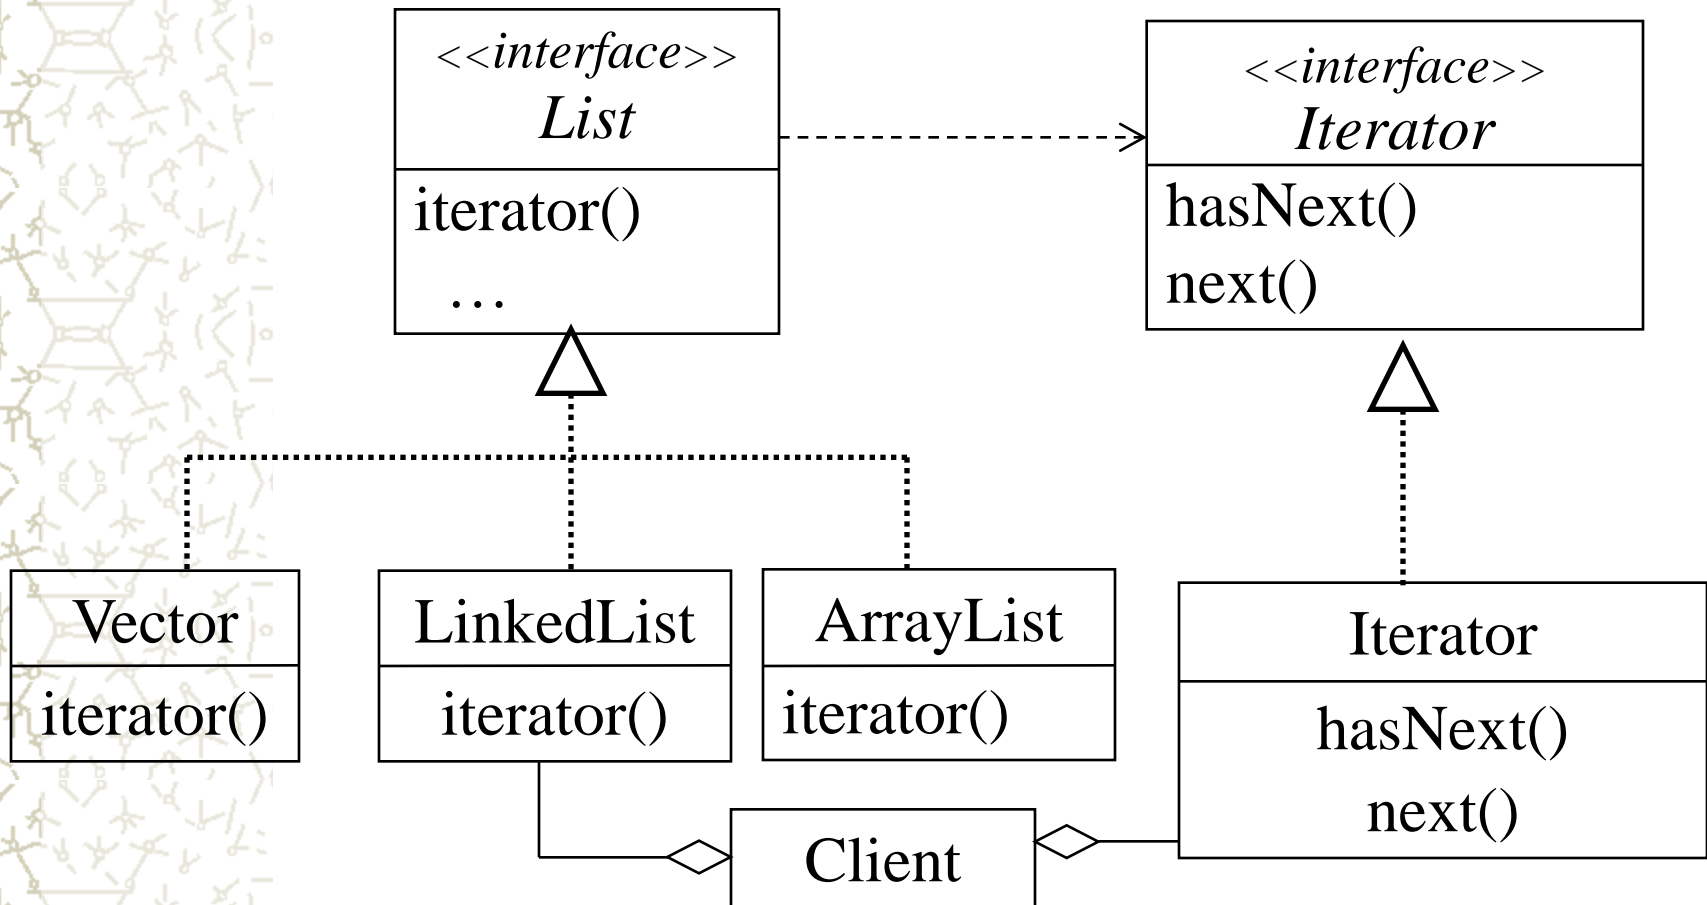 <<interface>>
List
iterator()
…
<<interface>>
Iterator
hasNext()
next()
Vector
iterator()
LinkedList
iterator()
ArrayList
iterator()
Iterator
hasNext()
next()
Client